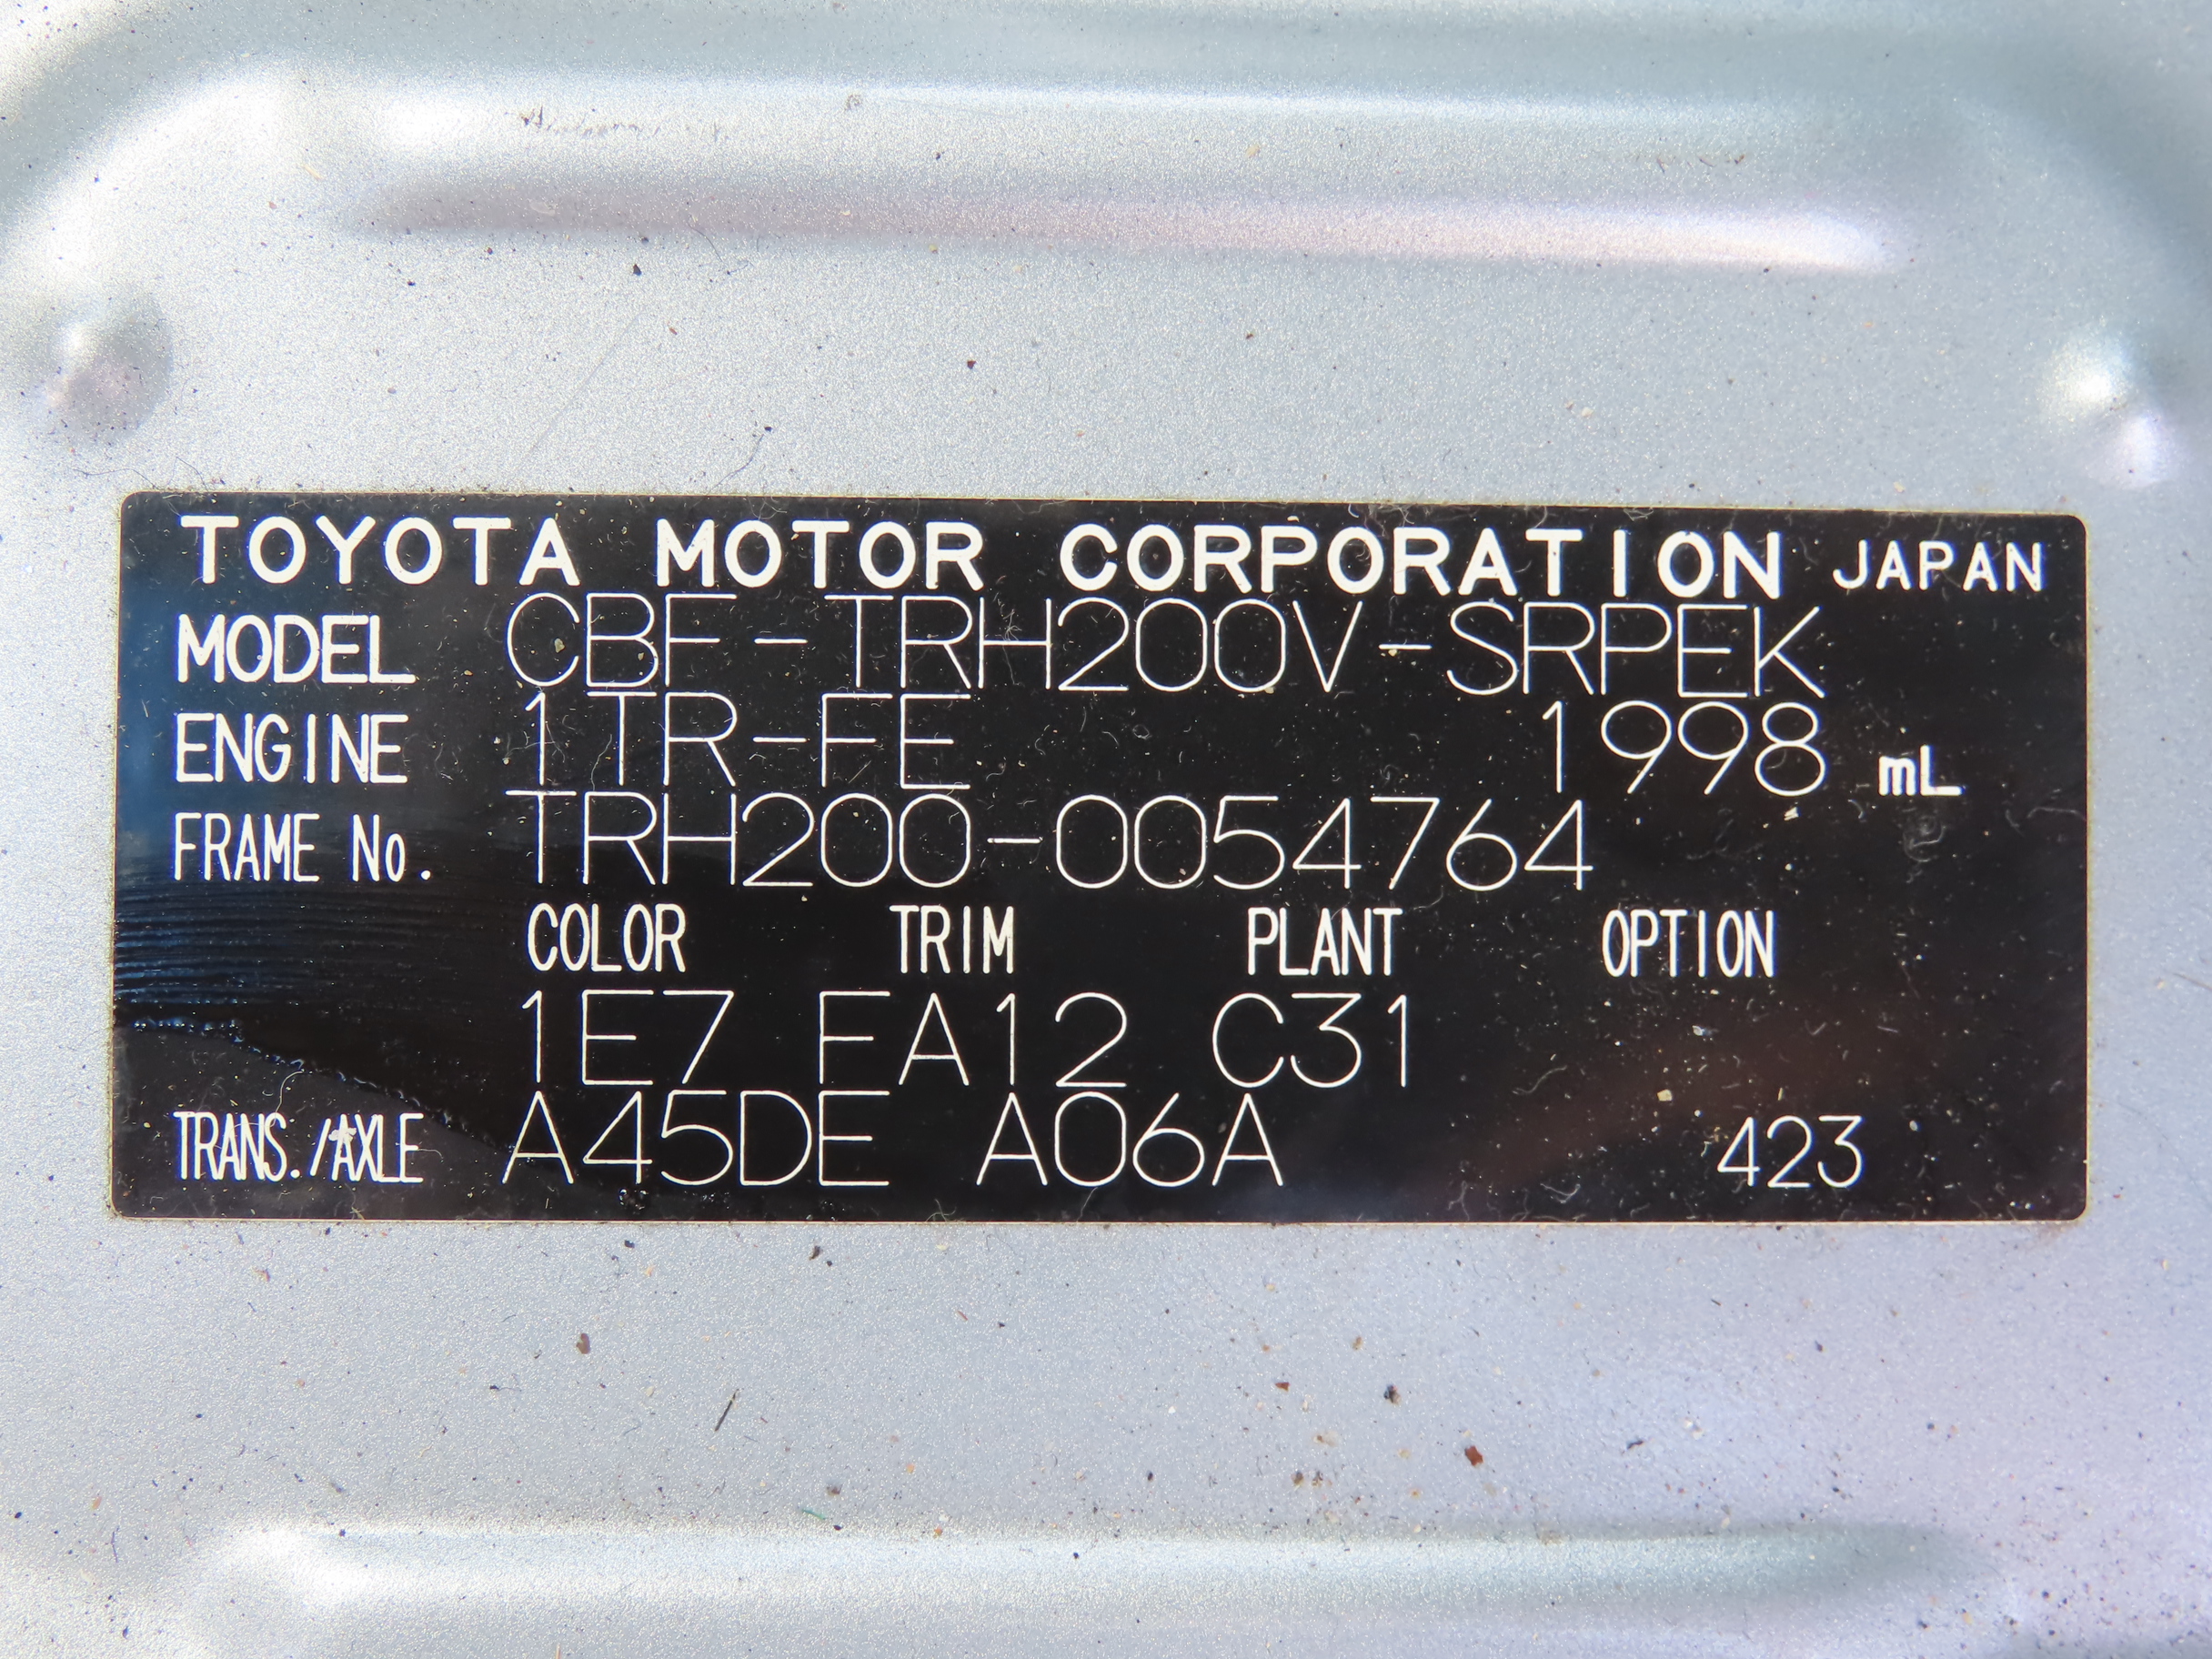 TOYOTA MOTOR CORPORATION JAPAN
MODEL CBF-TRH200V-SRPEK
ENGINE 1TR-FE 1998 mL
FRAME No. TRH200-0054764
COLOR TRIM PLANT OPTION
1E7 FA12 C31
TRANS./AXLE A45DE A06A 423